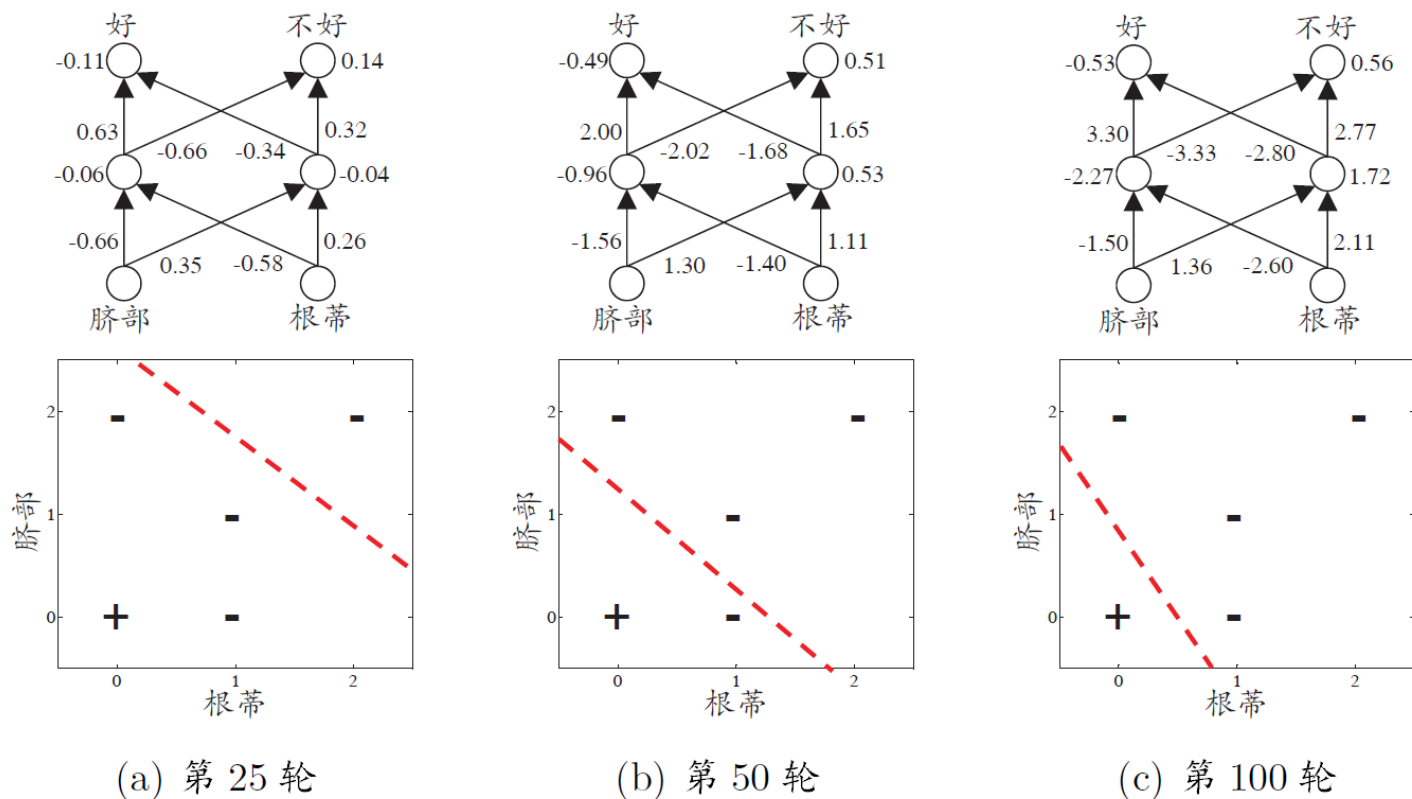 好 不好
-0.11 0.14
0.63 0.32
-0.66 -0.34
-0.06 -0.04
-0.66 0.26
0.35 -0.58
脐部 根蒂
2
1
0
脐部
0 1 2
根蒂
(a) 第 25 轮
好 不好
-0.49 0.51
2.00 1.65
-2.02 -1.68
-0.96 0.53
-1.56 1.11
1.30 -1.40
脐部 根蒂
2
1
0
脐部
0 1 2
根蒂
(b) 第 50 轮
好 不好
-0.53 0.56
3.30 2.77
-3.33 -2.80
-2.27 1.72
-1.50 2.11
1.36 -2.60
脐部 根蒂
2
1
0
脐部
0 1 2
根蒂
(c) 第 100 轮